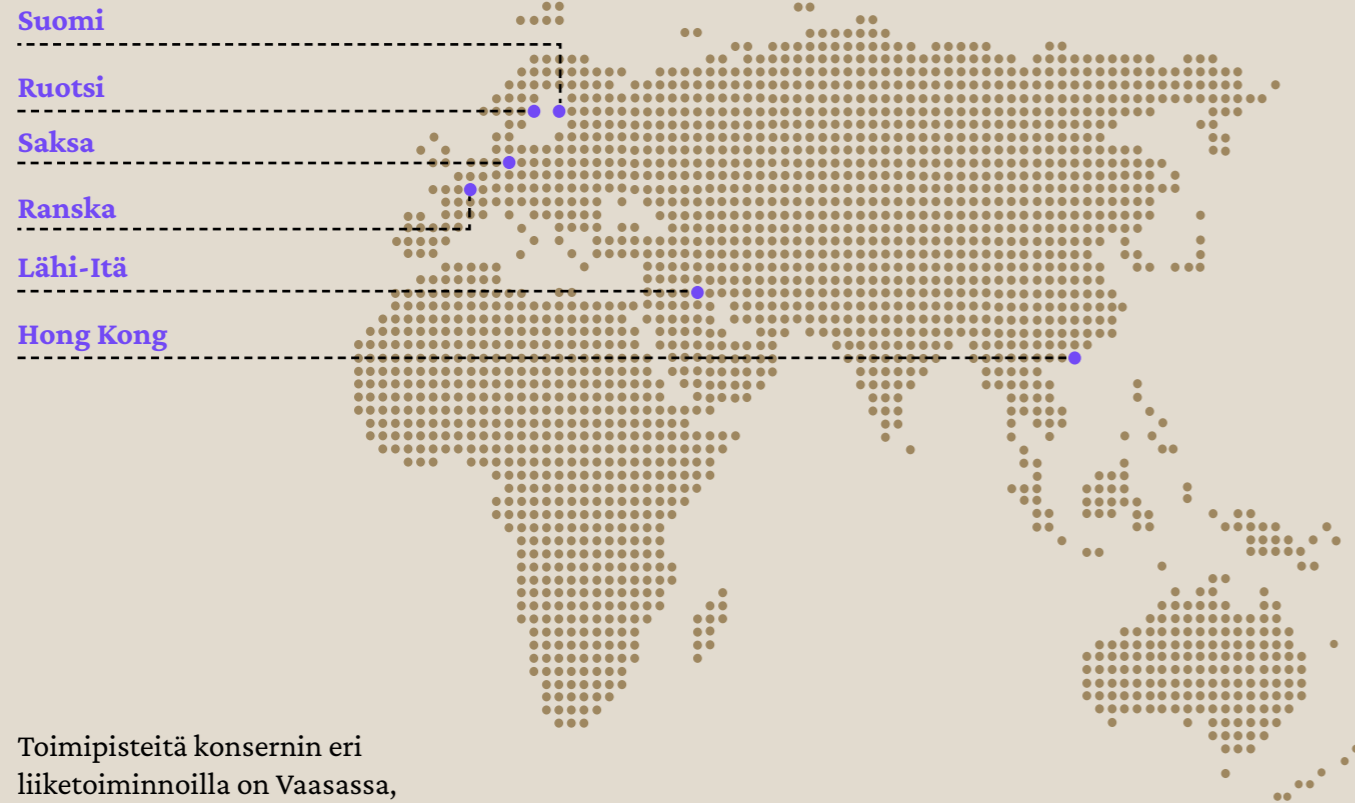 Suomi
Ruotsi
Saksa
Ranska
Lähi-Itä
Hong Kong
Toimipisteitä konsernin eri
liiketoiminnoilla on Vaasassa,